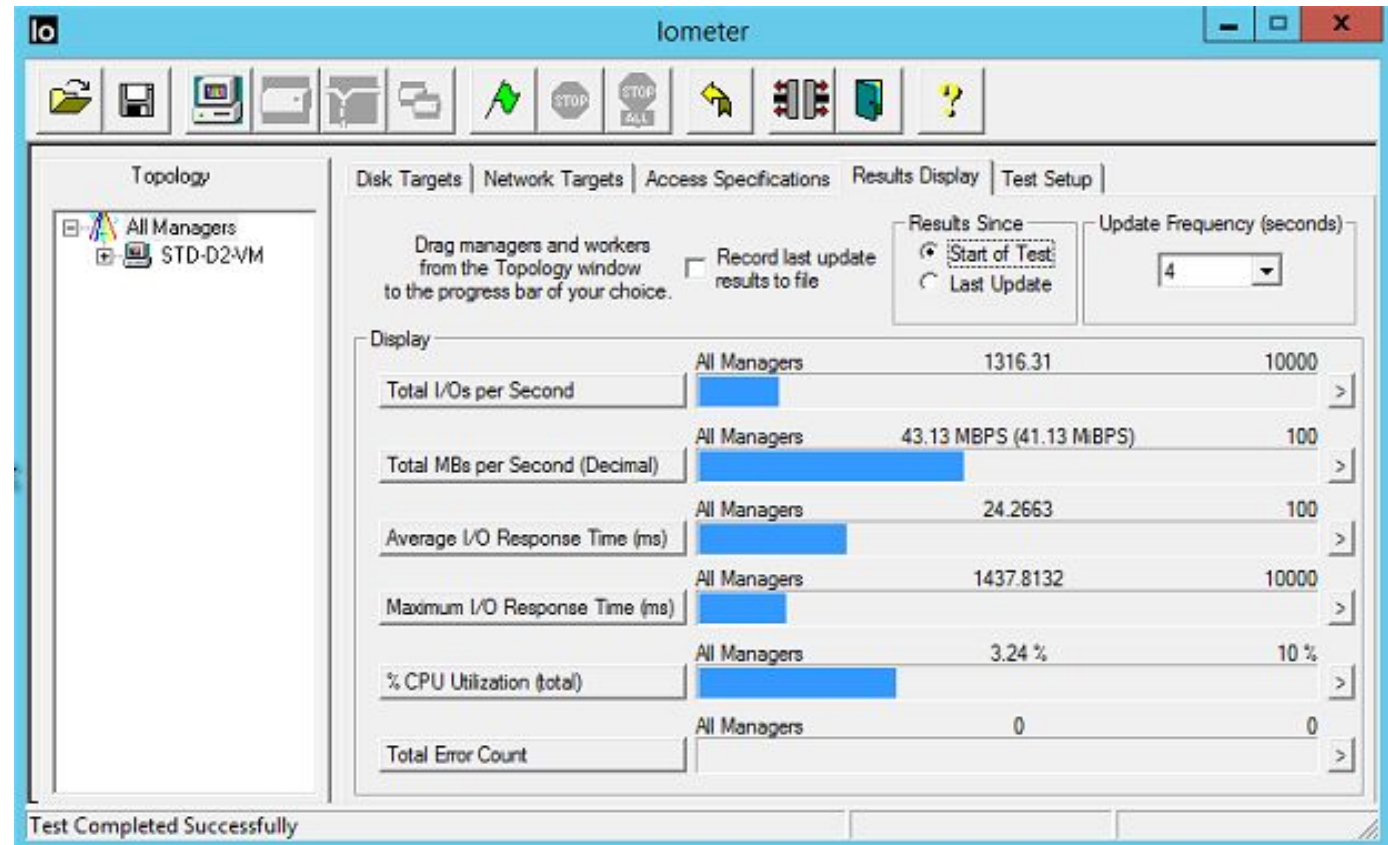 Io
Iometer
STOP
STOP
ALL
Topology
All Managers
STD-D2-VM
Disk Targets
Network Targets
Access Specifications
Results Display
Test Setup
Drag managers and workers
from the Topology window
to the progress bar of your choice.
Record last update
results to file
Results Since
Start of Test
Last Update
Update Frequency (seconds)
4
Display
All Managers 1316.31 10000
Total I/Os per Second >
All Managers 43.13 MBPS (41.13 MiBPS) 100
Total MBs per Second (Decimal) >
All Managers 24.2663 100
Average I/O Response Time (ms) >
All Managers 1437.8132 10000
Maximum I/O Response Time (ms) >
All Managers 3.24 % 10 %
% CPU Utilization (total) >
All Managers 0 0
Total Error Count >
Test Completed Successfully